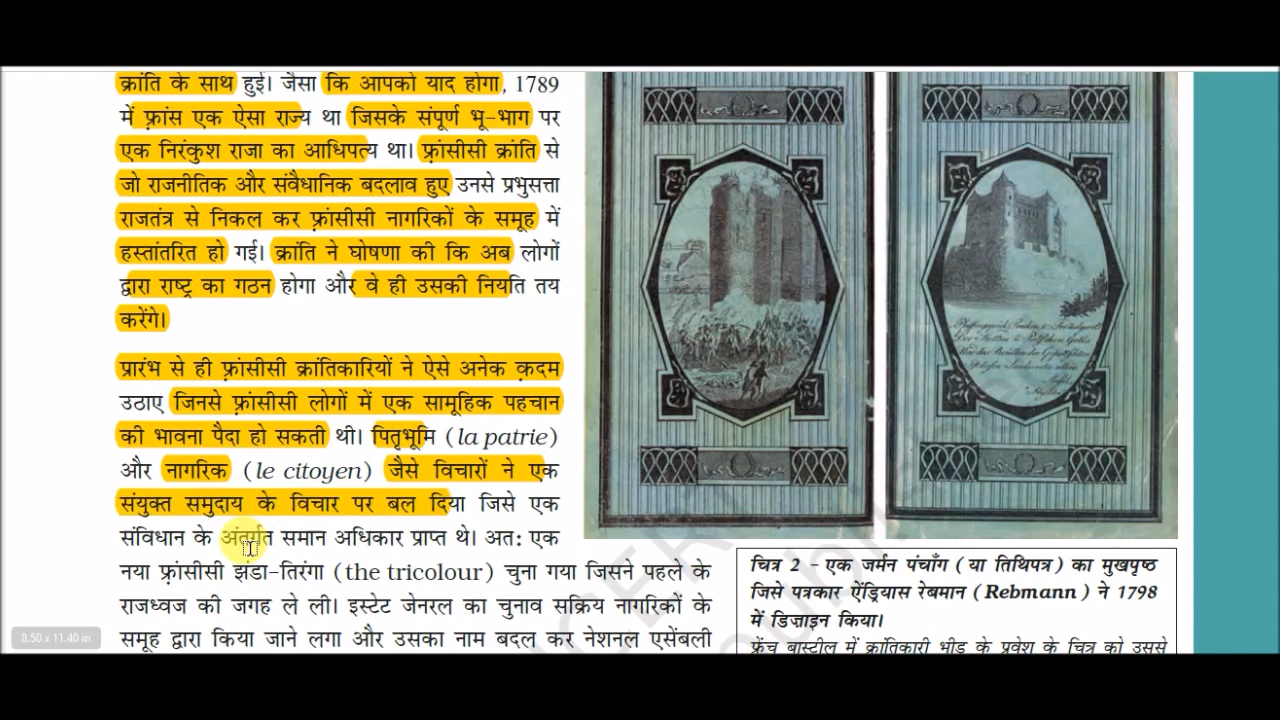 क्रांति के साथ हुई। जैसा कि आपको याद होगा, 1789
में फ़्रांस एक ऐसा राज्य था जिसके संपूर्ण भू-भाग पर
एक निरंकुश राजा का आधिपत्य था। फ़्रांसीसी क्रांति से
जो राजनीतिक और संवैधानिक बदलाव हुए उनसे प्रभुसत्ता
राजतंत्र से निकल कर फ़्रांसीसी नागरिकों के समूह में
हस्तांतरित हो गई। क्रांति ने घोषणा की कि अब लोगों
द्वारा राष्ट्र का गठन होगा और वे ही उसकी नियति तय
करेंगे।
प्रारंभ से ही फ़्रांसीसी क्रांतिकारियों ने ऐसे अनेक क़दम
उठाए जिनसे फ़्रांसीसी लोगों में एक सामूहिक पहचान
की भावना पैदा हो सकती थी। पितृभूमि (la patrie)
और नागरिक (le citoyen) जैसे विचारों ने एक
संयुक्त समुदाय के विचार पर बल दिया जिसे एक
संविधान के अंतर्गत समान अधिकार प्राप्त थे। अत: एक
नया फ़्रांसीसी झंडा-तिरंगा (the tricolour) चुना गया जिसने पहले के
राजध्वज की जगह ले ली। इस्टेट जेनरल का चुनाव सक्रिय नागरिकों के
समूह द्वारा किया जाने लगा और उसका नाम बदल कर नेशनल एसेंबली
चित्र 2 - एक जर्मन पंचाँग (या तिथिपत्र) का मुखपृष्ठ
जिसे पत्रकार ऐंड्रियास रेबमान (Rebmann) ने 1798
में डिज़ाइन किया।
फ्रेंच बास्टील में क्रांतिकारी भीड़ के प्रवेश के चित्र को उससे
8.50 x 11.40 in